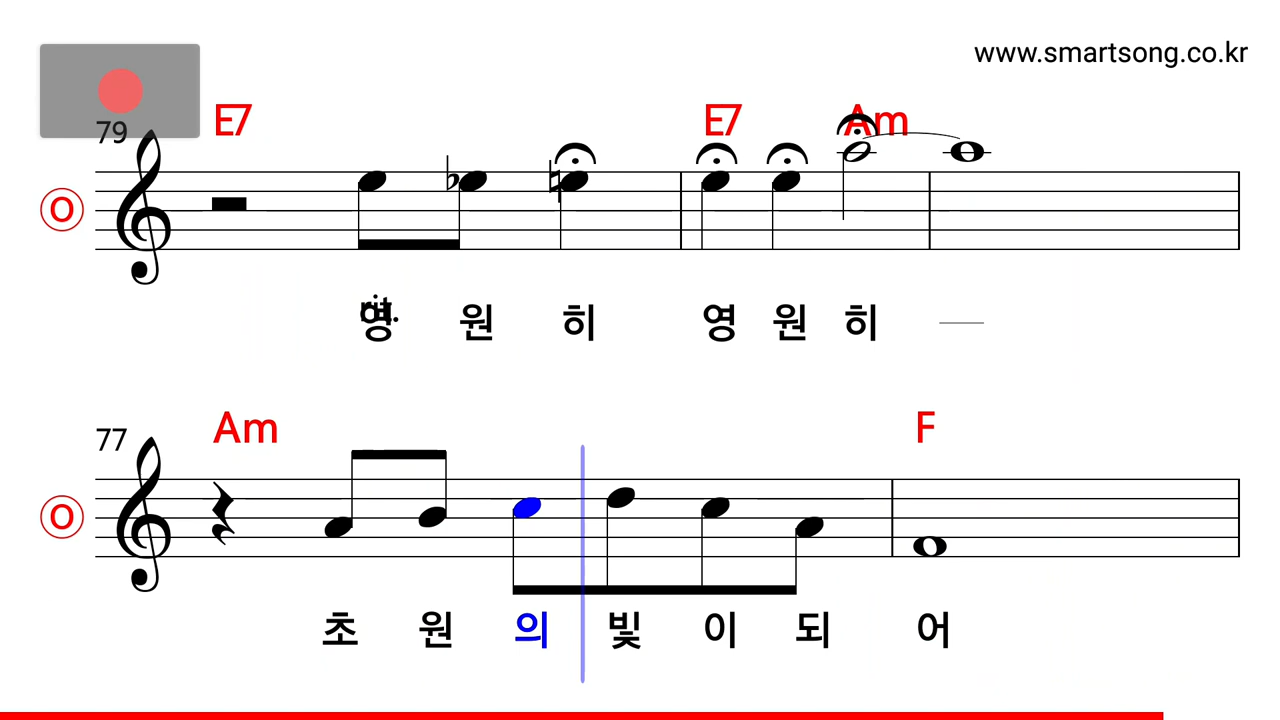 www.smartsong.co.kr
79 E7 E7 Am
O
rit.
영 원 히 영 원 히
77 Am F
O
초 원 의 빛 이 되 어